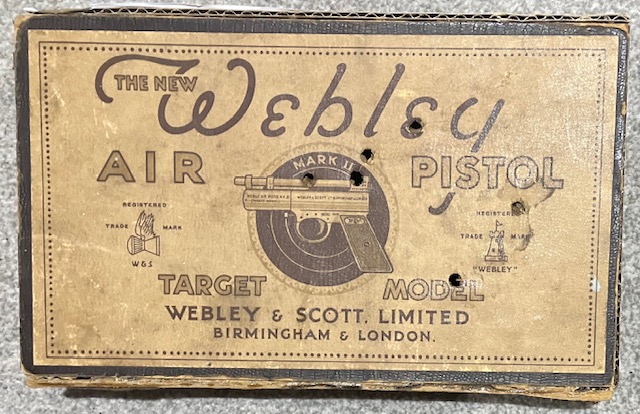 THE NEW
Webley
AIR PISTOL
MARK II
REGISTERED
TRADE MARK
W&S
REGISTERED
TRADE MARK
"WEBLEY"
TARGET MODEL
WEBLEY & SCOTT. LIMITED
BIRMINGHAM & LONDON.